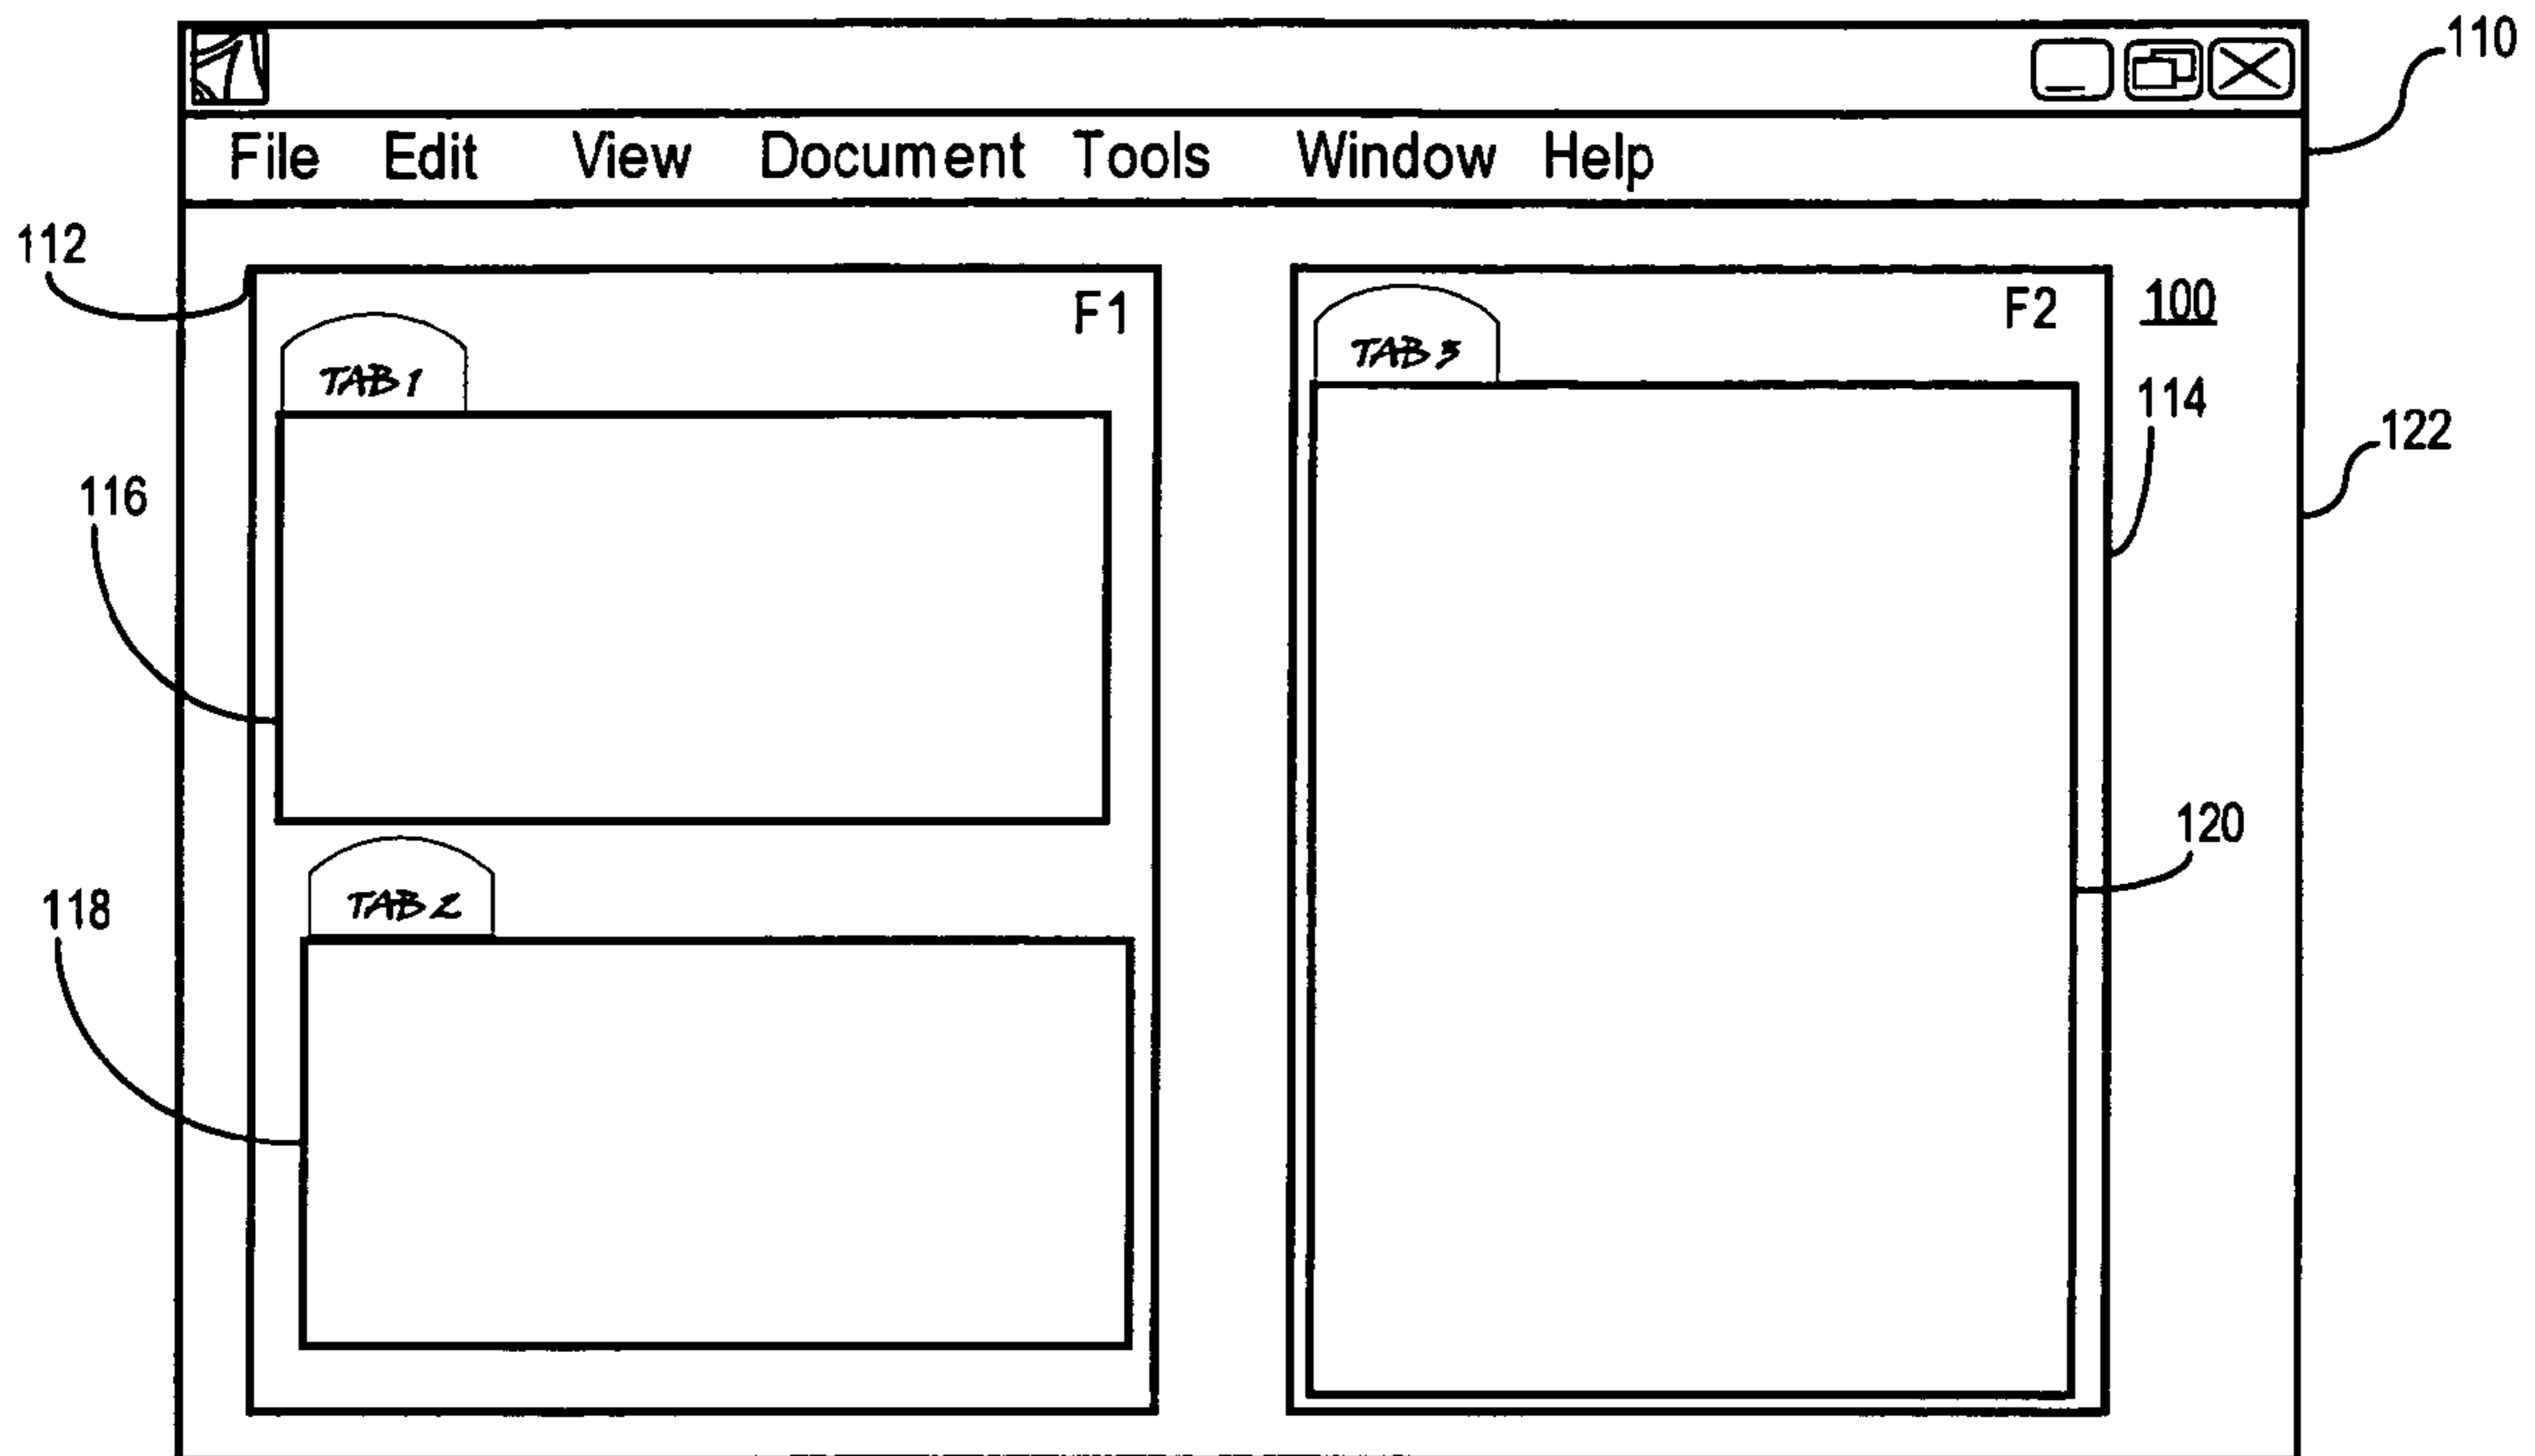 110
File Edit View Document Tools Window Help
112
F1
F2
100
TAB 1
TAB 3
114
122
116
120
118
TAB 2